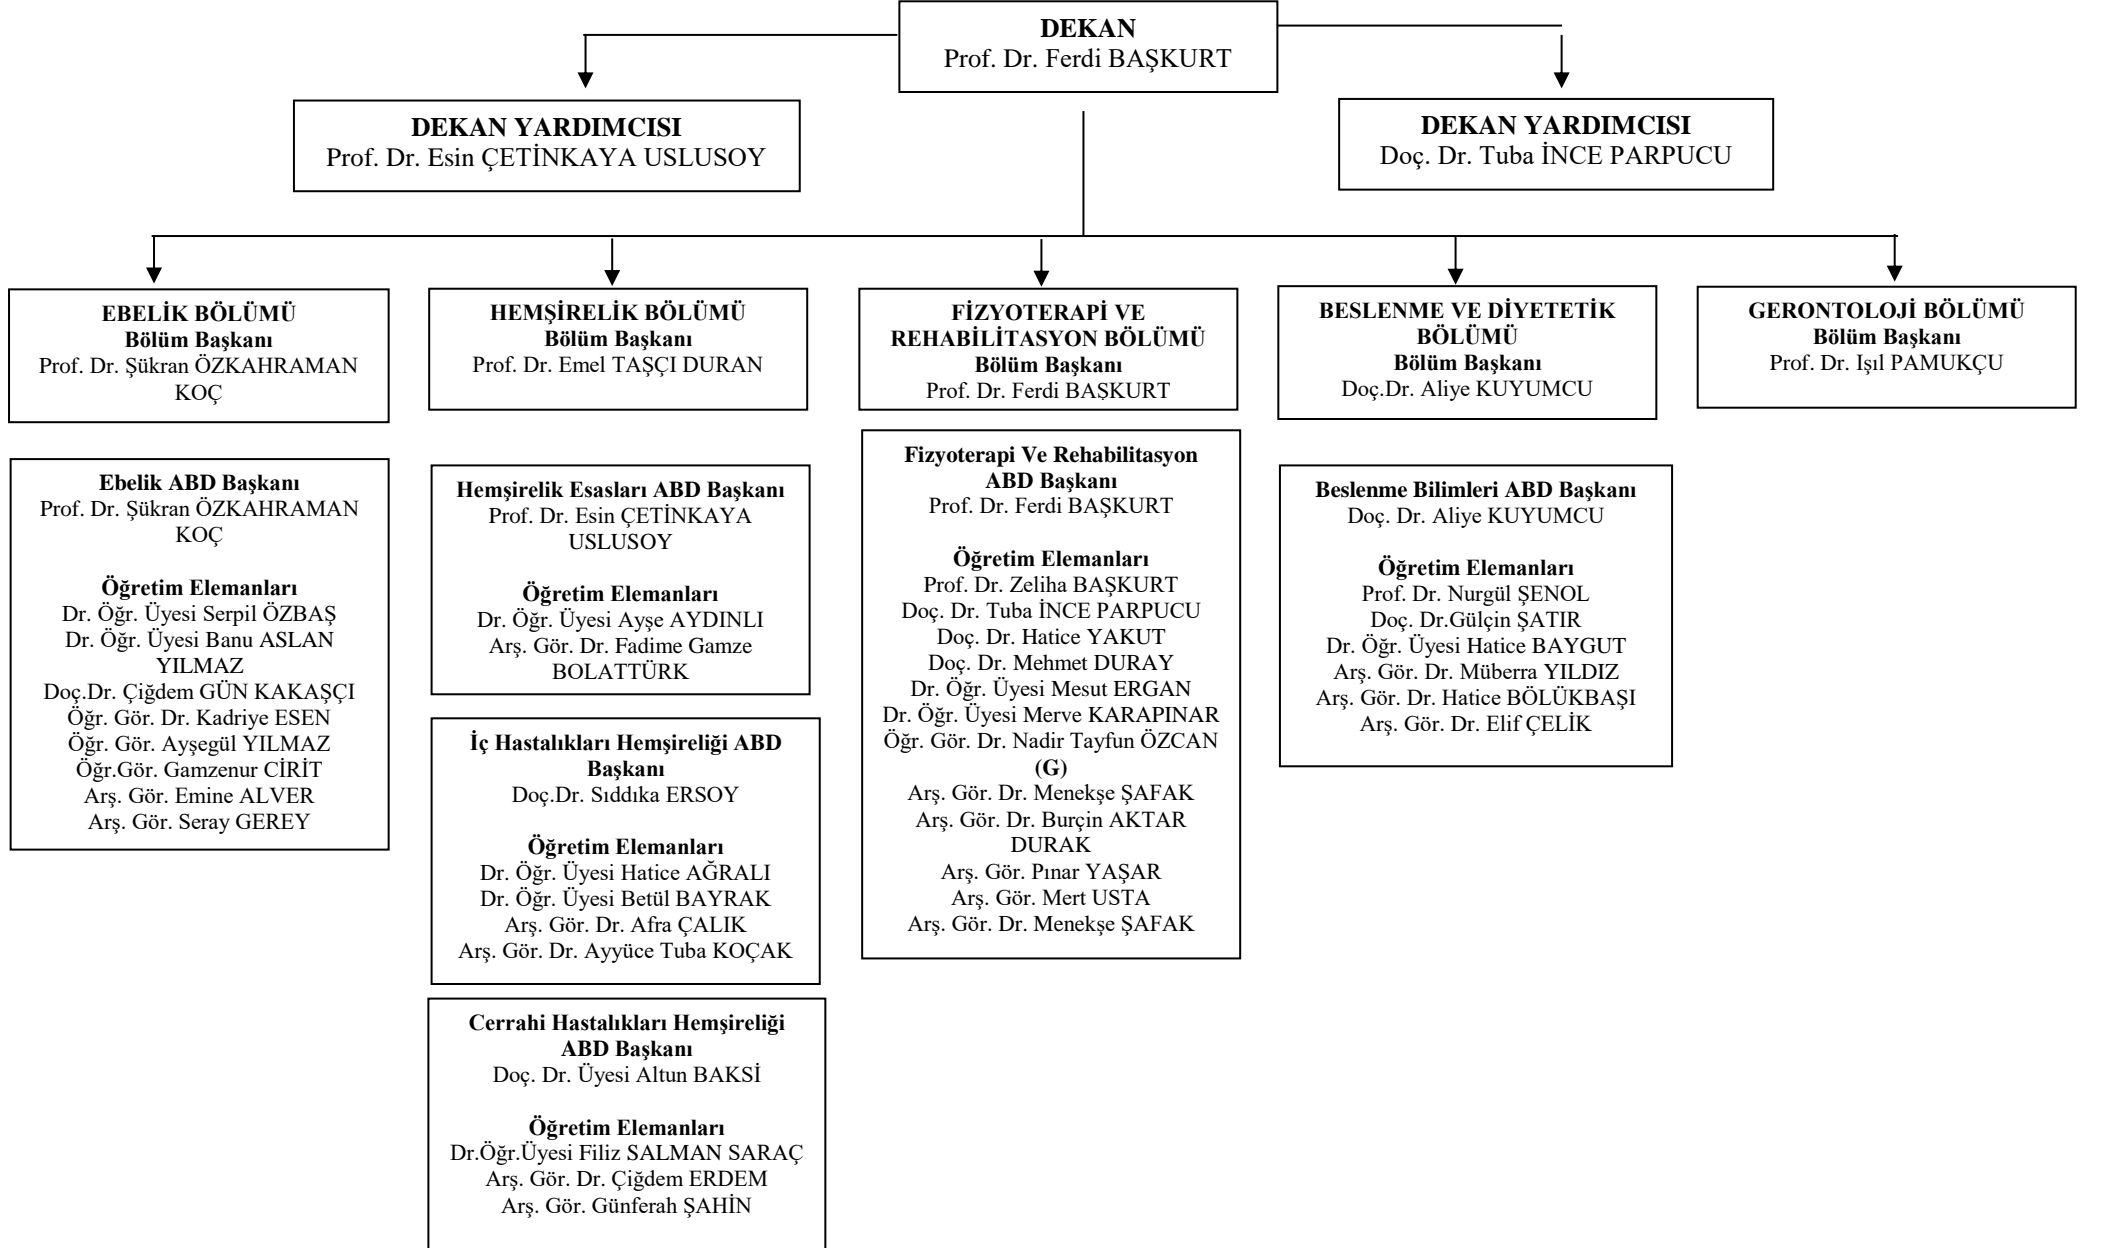 DEKAN
Prof. Dr. Ferdi BAŞKURT
DEKAN YARDIMCISI
Prof. Dr. Esin ÇETİNKAYA USLUSOY
DEKAN YARDIMCISI
Doç. Dr. Tuba İNCE PARPUCU
EBELİK BÖLÜMÜ
Bölüm Başkanı
Prof. Dr. Şükran ÖZKAHRAMAN
KOÇ
HEMŞİRELİK BÖLÜMÜ
Bölüm Başkanı
Prof. Dr. Emel TAŞÇI DURAN
FİZYOTERAPİ VE
REHABİLİTASYON BÖLÜMÜ
Bölüm Başkanı
Prof. Dr. Ferdi BAŞKURT
BESLENME VE DİYETETİK
BÖLÜMÜ
Bölüm Başkanı
Doç.Dr. Aliye KUYUMCU
GERONTOLOJİ BÖLÜMÜ
Bölüm Başkanı
Prof. Dr. Işıl PAMUKÇU
Ebelik ABD Başkanı
Prof. Dr. Şükran ÖZKAHRAMAN
KOÇ
Öğretim Elemanları
Dr. Öğr. Üyesi Serpil ÖZBAŞ
Dr. Öğr. Üyesi Banu ASLAN
YILMAZ
Doç.Dr. Çiğdem GÜN KAKAŞÇI
Öğr. Gör. Dr. Kadriye ESEN
Öğr. Gör. Ayşegül YILMAZ
Öğr.Gör. Gamzenur CİRİT
Arş. Gör. Emine ALVER
Arş. Gör. Seray GEREY
Hemşirelik Esasları ABD Başkanı
Prof. Dr. Esin ÇETİNKAYA
USLUSOY
Öğretim Elemanları
Dr. Öğr. Üyesi Ayşe AYDINLI
Arş. Gör. Dr. Fadime Gamze
BOLATTÜRK
İç Hastalıkları Hemşireliği ABD
Başkanı
Doç.Dr. Sıddıka ERSOY
Öğretim Elemanları
Dr. Öğr. Üyesi Hatice AĞRALI
Dr. Öğr. Üyesi Betül BAYRAK
Arş. Gör. Dr. Afra ÇALIK
Arş. Gör. Dr. Ayyüce Tuba KOÇAK
Cerrahi Hastalıkları Hemşireliği
ABD Başkanı
Doç. Dr. Üyesi Altun BAKSİ
Öğretim Elemanları
Dr.Öğr.Üyesi Filiz SALMAN SARAÇ
Arş. Gör. Dr. Çiğdem ERDEM
Arş. Gör. Günferah ŞAHİN
Fizyoterapi Ve Rehabilitasyon
ABD Başkanı
Prof. Dr. Ferdi BAŞKURT
Öğretim Elemanları
Prof. Dr. Zeliha BAŞKURT
Doç. Dr. Tuba İNCE PARPUCU
Doç. Dr. Hatice YAKUT
Doç. Dr. Mehmet DURAY
Dr. Öğr. Üyesi Mesut ERGAN
Dr. Öğr. Üyesi Merve KARAPINAR
Öğr. Gör. Dr. Nadir Tayfun ÖZCAN
(G)
Arş. Gör. Dr. Menekşe ŞAFAK
Arş. Gör. Dr. Burçin AKTAR
DURAK
Arş. Gör. Pınar YAŞAR
Arş. Gör. Mert USTA
Arş. Gör. Dr. Menekşe ŞAFAK
Beslenme Bilimleri ABD Başkanı
Doç. Dr. Aliye KUYUMCU
Öğretim Elemanları
Prof. Dr. Nurgül ŞENOL
Doç. Dr.Gülçin ŞATIR
Dr. Öğr. Üyesi Hatice BAYGUT
Arş. Gör. Dr. Müberra YILDIZ
Arş. Gör. Dr. Hatice BÖLÜKBAŞI
Arş. Gör. Dr. Elif ÇELİK